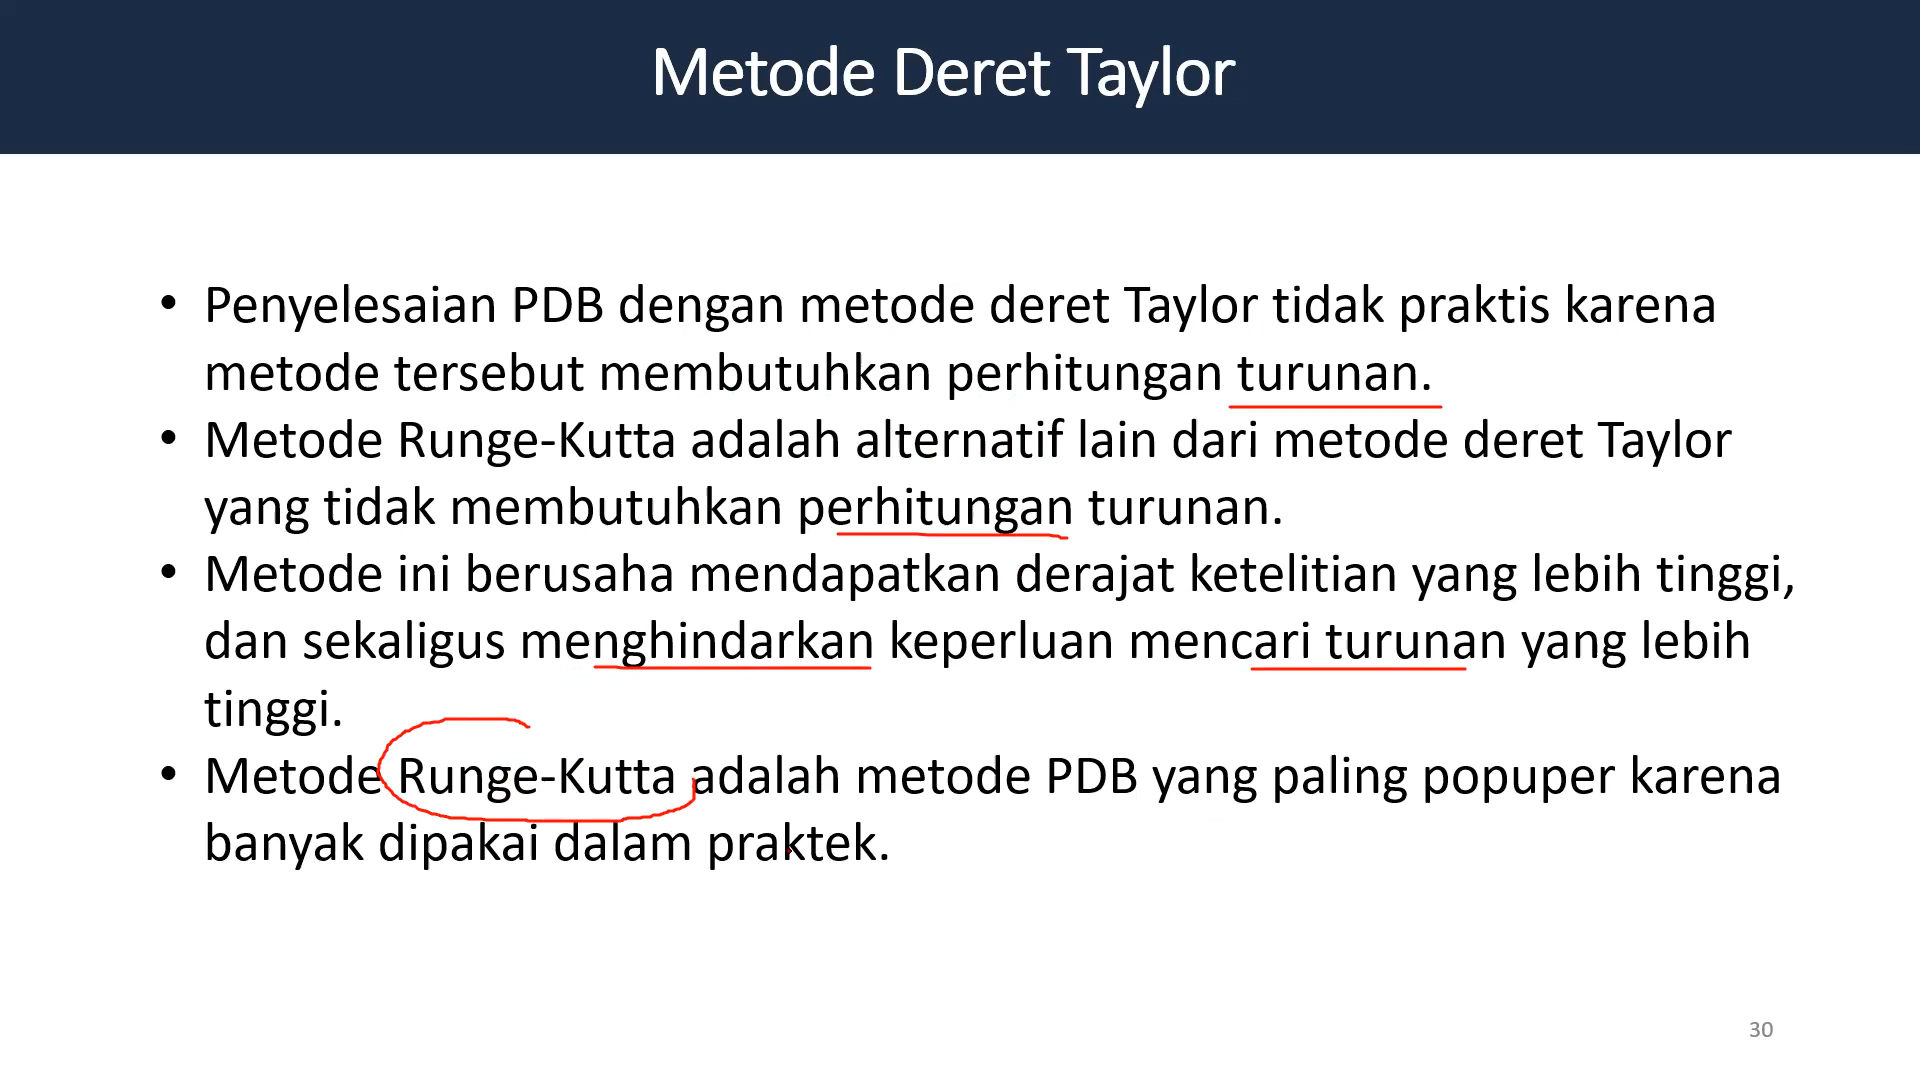 Metode Deret Taylor
• Penyelesaian PDB dengan metode deret Taylor tidak praktis karena
metode tersebut membutuhkan perhitungan turunan.
• Metode Runge-Kutta adalah alternatif lain dari metode deret Taylor
yang tidak membutuhkan perhitungan turunan.
• Metode ini berusaha mendapatkan derajat ketelitian yang lebih tinggi,
dan sekaligus menghindarkan keperluan mencari turunan yang lebih
tinggi.
• Metode Runge-Kutta adalah metode PDB yang paling popuper karena
banyak dipakai dalam praktek.
30